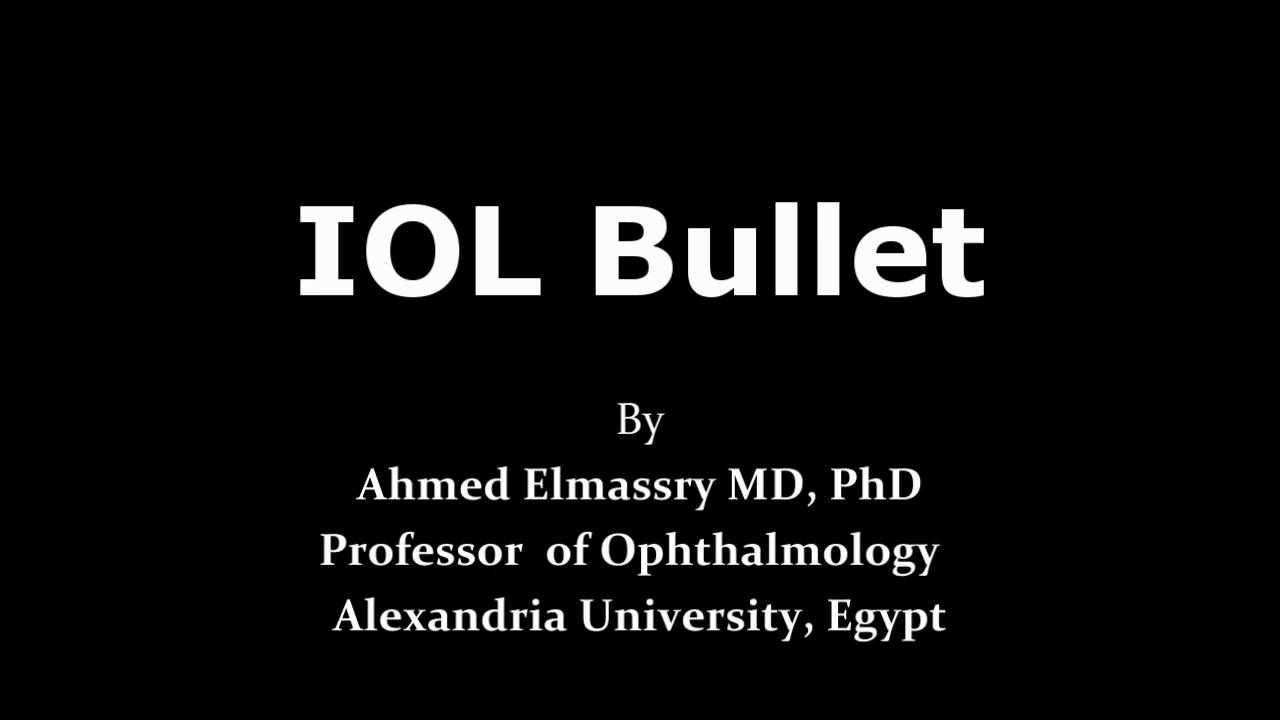 IOL Bullet
By
Ahmed Elmassry MD, PhD
Professor of Ophthalmology
Alexandria University, Egypt